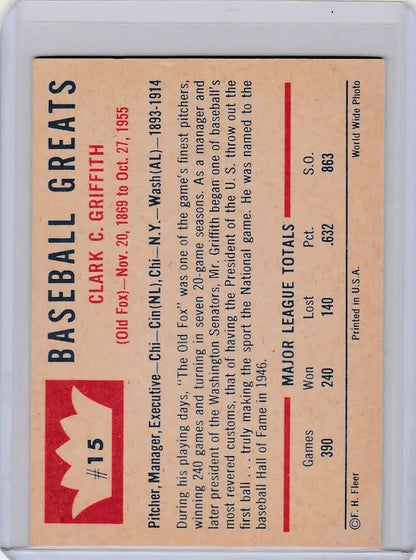 #15
BASEBALL GREATS
CLARK C. GRIFFITH
(Old Fox)—Nov. 20, 1869 to Oct. 27, 1955
Pitcher, Manager, Executive—Chi—Cin(NL), Chi—N.Y.—Wash(AL)—1893-1914
During his playing days, "The Old Fox" was one of the game's finest pitchers,
winning 240 games and turning in seven 20-game seasons. As a manager and
later president of the Washington Senators, Mr. Griffith began one of baseball's
most revered customs, that of having the President of the U. S. throw out the
first ball . . . truly making the sport the National game. He was named to the
baseball Hall of Fame in 1946.
MAJOR LEAGUE TOTALS
Games Won Lost Pct. S.O.
390 240 140 .632 863
©F. H. Fleer Printed in U.S.A. World Wide Photo